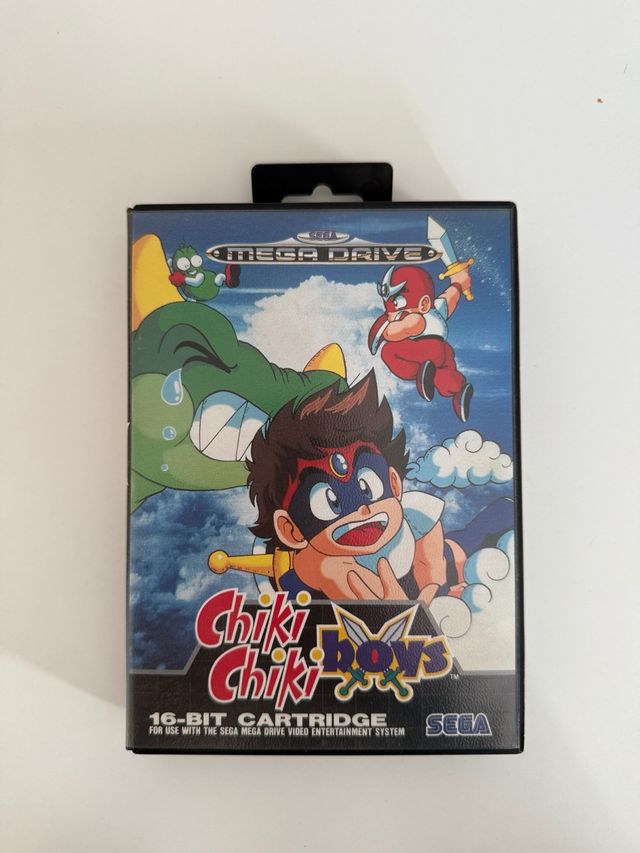 SEGA
MEGA DRIVE
Chiki
Chiki
boys
TM
16-BIT CARTRIDGE
FOR USE WITH THE SEGA MEGA DRIVE VIDEO ENTERTAINMENT SYSTEM
SEGA